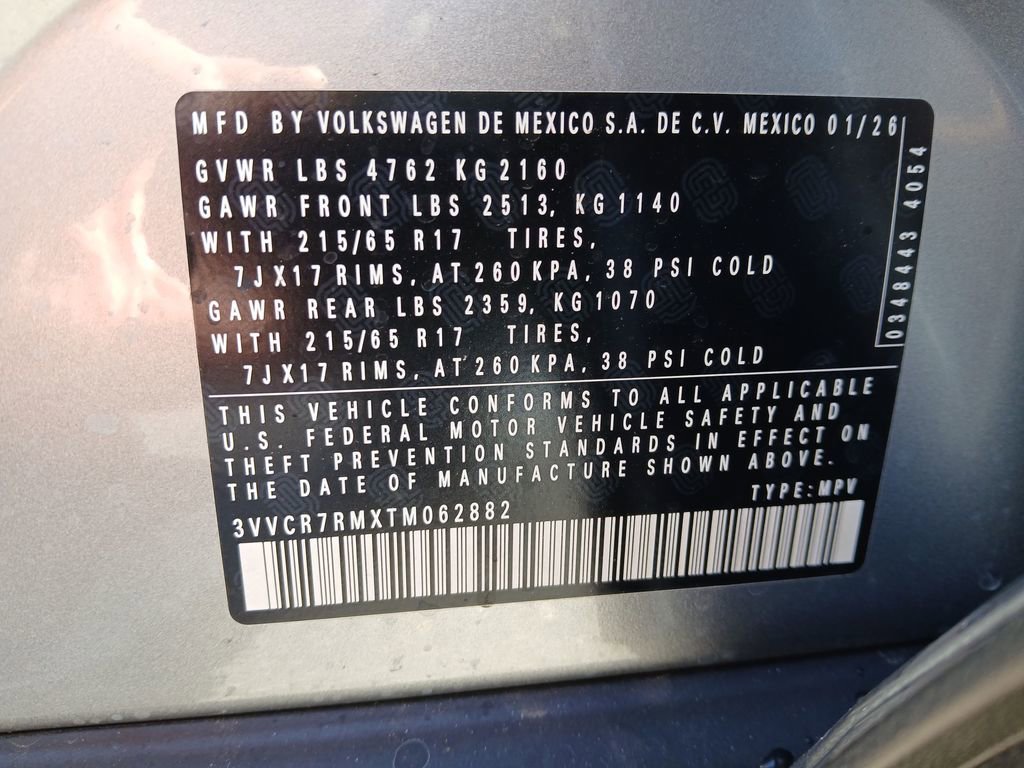 MFD BY VOLKSWAGEN DE MEXICO S.A. DE C.V. MEXICO 01/26
GVWR LBS 4762 KG 2160
GAWR FRONT LBS 2513, KG 1140
WITH 215/65 R17 TIRES,
7JX17 RIMS, AT 260 KPA, 38 PSI COLD
GAWR REAR LBS 2359, KG 1070
WITH 215/65 R17 TIRES,
7JX17 RIMS, AT 260 KPA, 38 PSI COLD
0348443 4054
THIS VEHICLE CONFORMS TO ALL APPLICABLE
U.S. FEDERAL MOTOR VEHICLE SAFETY AND
THEFT PREVENTION STANDARDS IN EFFECT ON
THE DATE OF MANUFACTURE SHOWN ABOVE.
TYPE: MPV
3VVCR7RMXTM062882